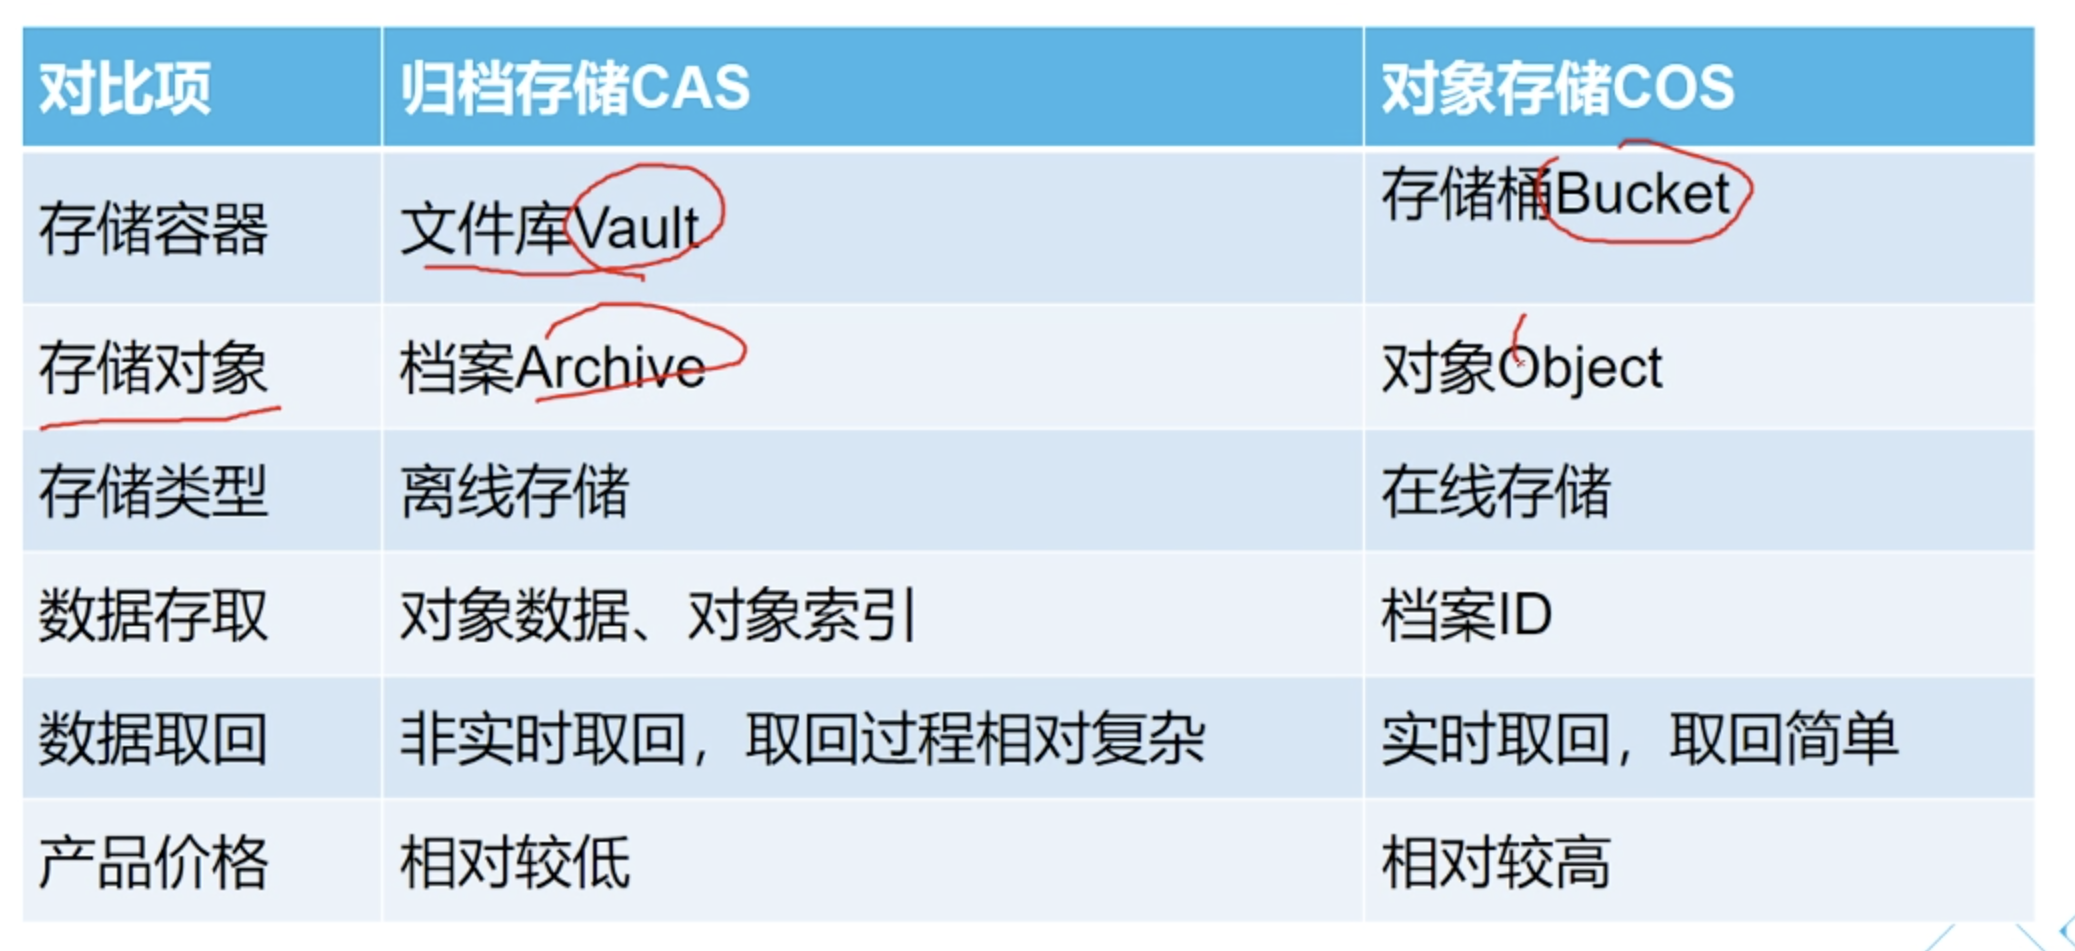 对比项 归档存储CAS 对象存储COS
存储容器 文件库Vault 存储桶Bucket
存储对象 档案Archive 对象Object
存储类型 离线存储 在线存储
数据存取 对象数据、对象索引 档案ID
数据取回 非实时取回，取回过程相对复杂 实时取回，取回简单
产品价格 相对较低 相对较高